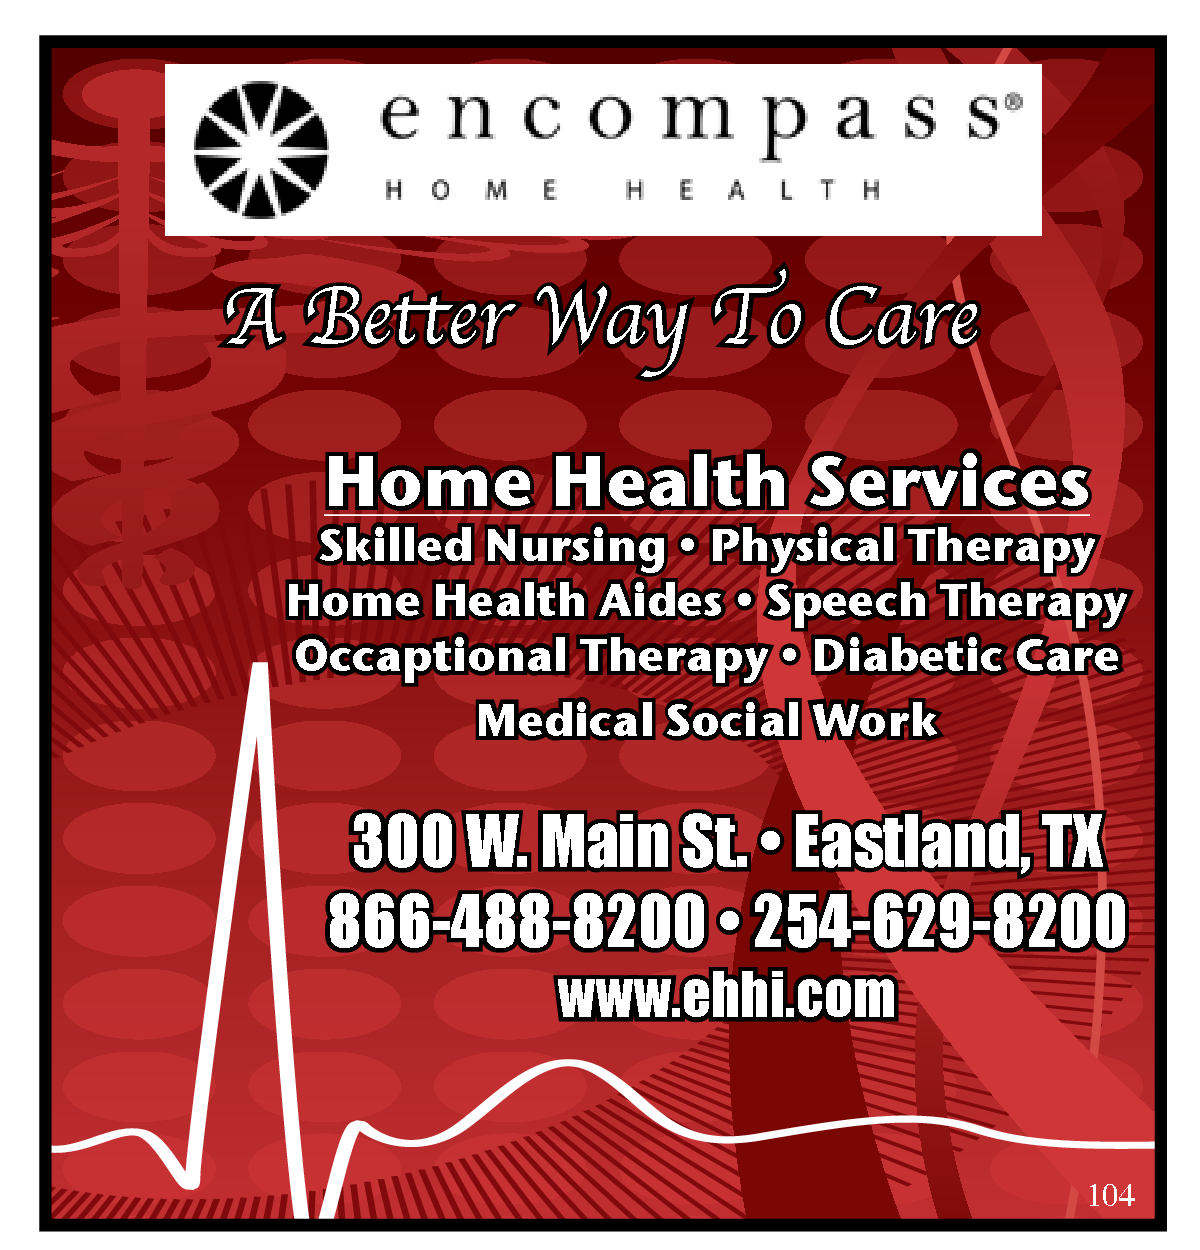 encompass®
HOME HEALTH
A Better Way To Care
Home Health Services
Skilled Nursing • Physical Therapy
Home Health Aides • Speech Therapy
Occaptional Therapy • Diabetic Care
Medical Social Work
300 W. Main St. • Eastland, TX
866-488-8200 • 254-629-8200
www.ehhi.com
104